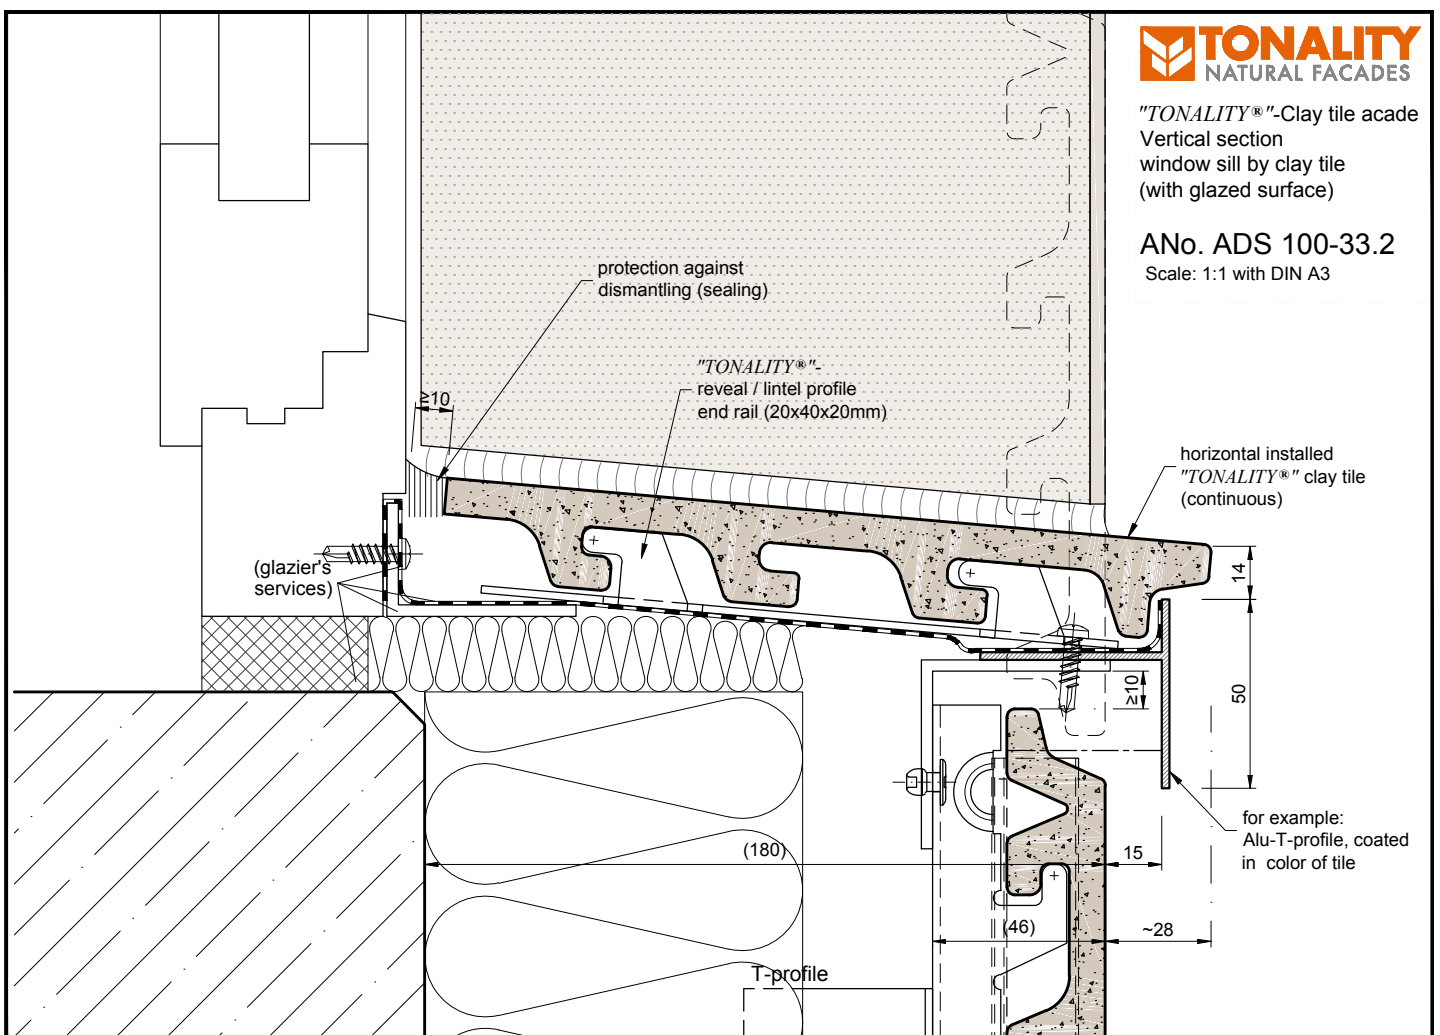 TONALITY
NATURAL FACADES
"TONALITY®"-Clay tile acade
Vertical section
window sill by clay tile
(with glazed surface)
ANo. ADS 100-33.2
Scale: 1:1 with DIN A3
protection against
dismantling (sealing)
"TONALITY®"-
reveal / lintel profile
end rail (20x40x20mm)
≥10
horizontal installed
"TONALITY®" clay tile
(continuous)
(glazier's
services)
14
50
≥10
for example:
Alu-T-profile, coated
in color of tile
(180)
15
(46)
~28
T-profile